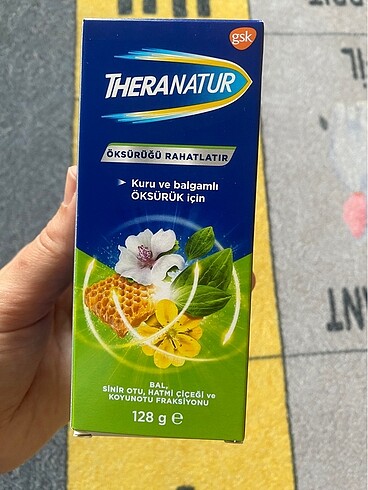 gsk
THERANATUR
ÖKSÜRÜĞÜ RAHATLATIR
Kuru ve balgamlı
ÖKSÜRÜK için
BAL,
SİNİR OTU, HATMİ ÇİÇEĞİ ve
KOYUNOTU FRAKSİYONU
128 g ℮